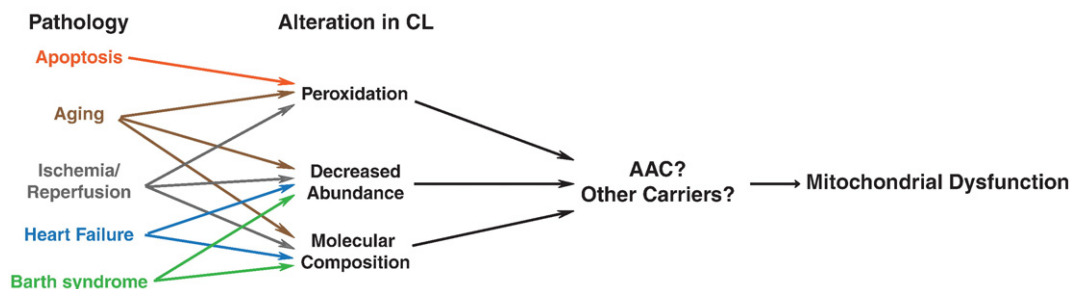 Pathology
Alteration in CL
Apoptosis
Aging
Ischemia/
Reperfusion
Heart Failure
Barth syndrome
Peroxidation
Decreased
Abundance
Molecular
Composition
AAC?
Other Carriers?
Mitochondrial Dysfunction